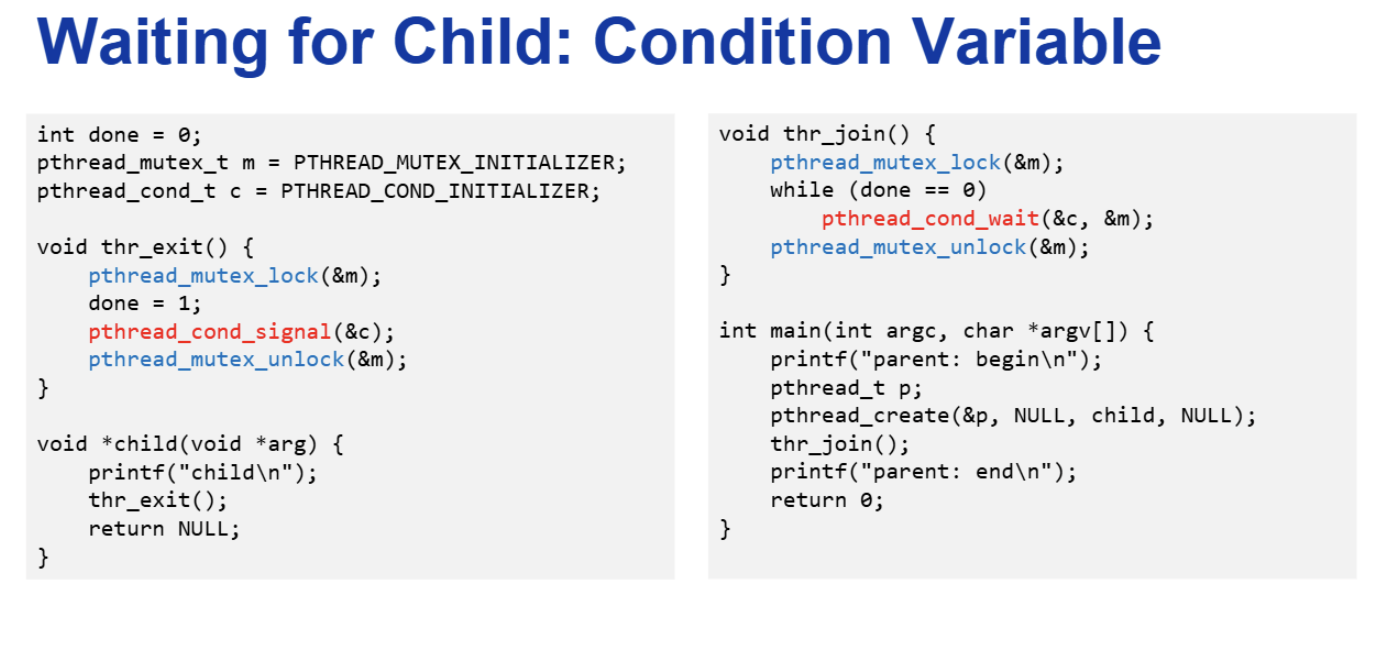 Waiting for Child: Condition Variable
int done = 0;
pthread_mutex_t m = PTHREAD_MUTEX_INITIALIZER;
pthread_cond_t c = PTHREAD_COND_INITIALIZER;

void thr_exit() {
    pthread_mutex_lock(&m);
    done = 1;
    pthread_cond_signal(&c);
    pthread_mutex_unlock(&m);
}

void *child(void *arg) {
    printf("child\n");
    thr_exit();
    return NULL;
}
void thr_join() {
    pthread_mutex_lock(&m);
    while (done == 0)
        pthread_cond_wait(&c, &m);
    pthread_mutex_unlock(&m);
}

int main(int argc, char *argv[]) {
    printf("parent: begin\n");
    pthread_t p;
    pthread_create(&p, NULL, child, NULL);
    thr_join();
    printf("parent: end\n");
    return 0;
}